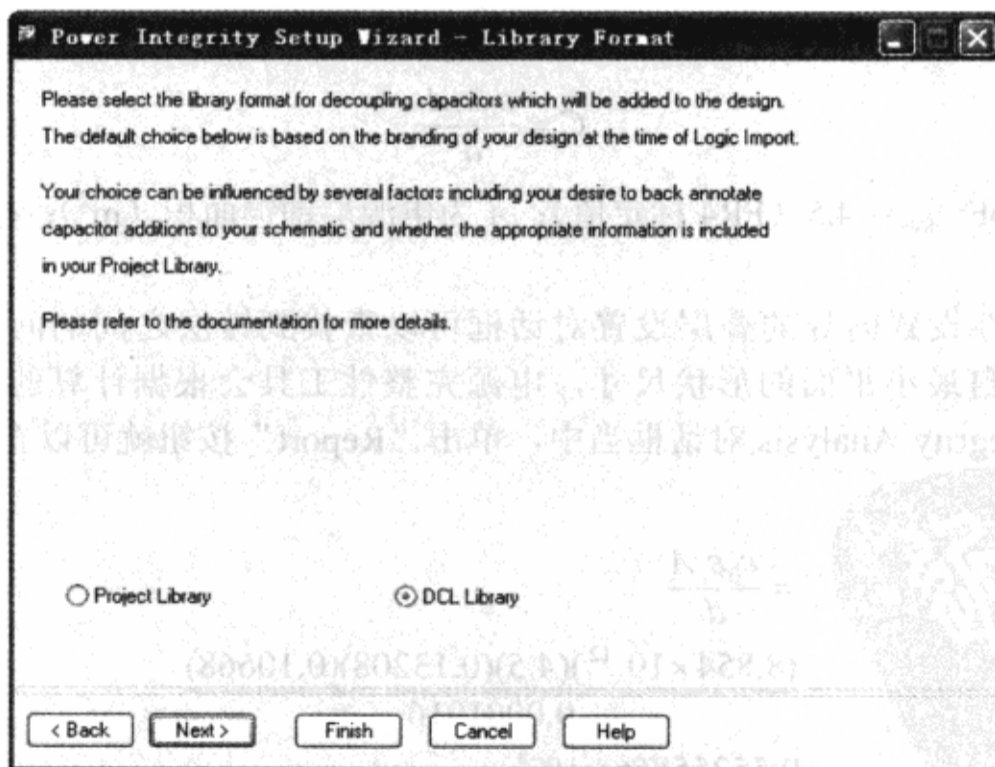 Power Integrity Setup Wizard - Library Format
Please select the library format for decoupling capacitors which will be added to the design.
The default choice below is based on the branding of your design at the time of Logic Import.
Your choice can be influenced by several factors including your desire to back annotate
capacitor additions to your schematic and whether the appropriate information is included
in your Project Library.
Please refer to the documentation for more details.
Project Library
DCL Library
< Back
Next >
Finish
Cancel
Help